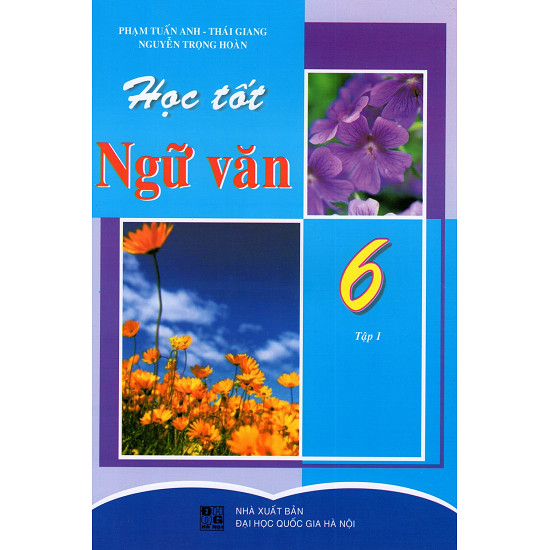 PHẠM TUẤN ANH - THÁI GIANG
NGUYỄN TRỌNG HOÀN
Học tốt
Ngữ văn
6
Tập I
NHÀ XUẤT BẢN
ĐẠI HỌC QUỐC GIA HÀ NỘI